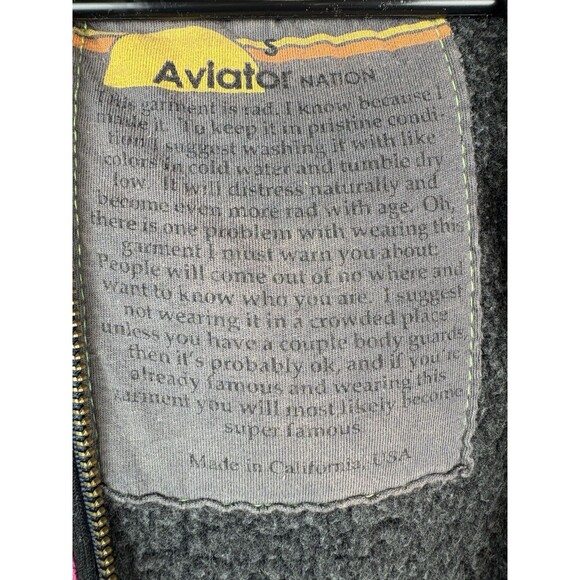 S
Aviator NATION
This garment is rad. I know because I
made it. To keep it in pristine condi-
tion I suggest washing it with like
colors in cold water and tumble dry
low. It will distress naturally and
become even more rad with age. Oh,
there is one problem with wearing this
garment I must warn you about:
People will come out of no where and
want to know who you are. I suggest
not wearing it in a crowded place
unless you have a couple body guards
then it's probably ok, and if you're
already famous and wearing this
garment you will most likely become
super famous
Made in California, USA